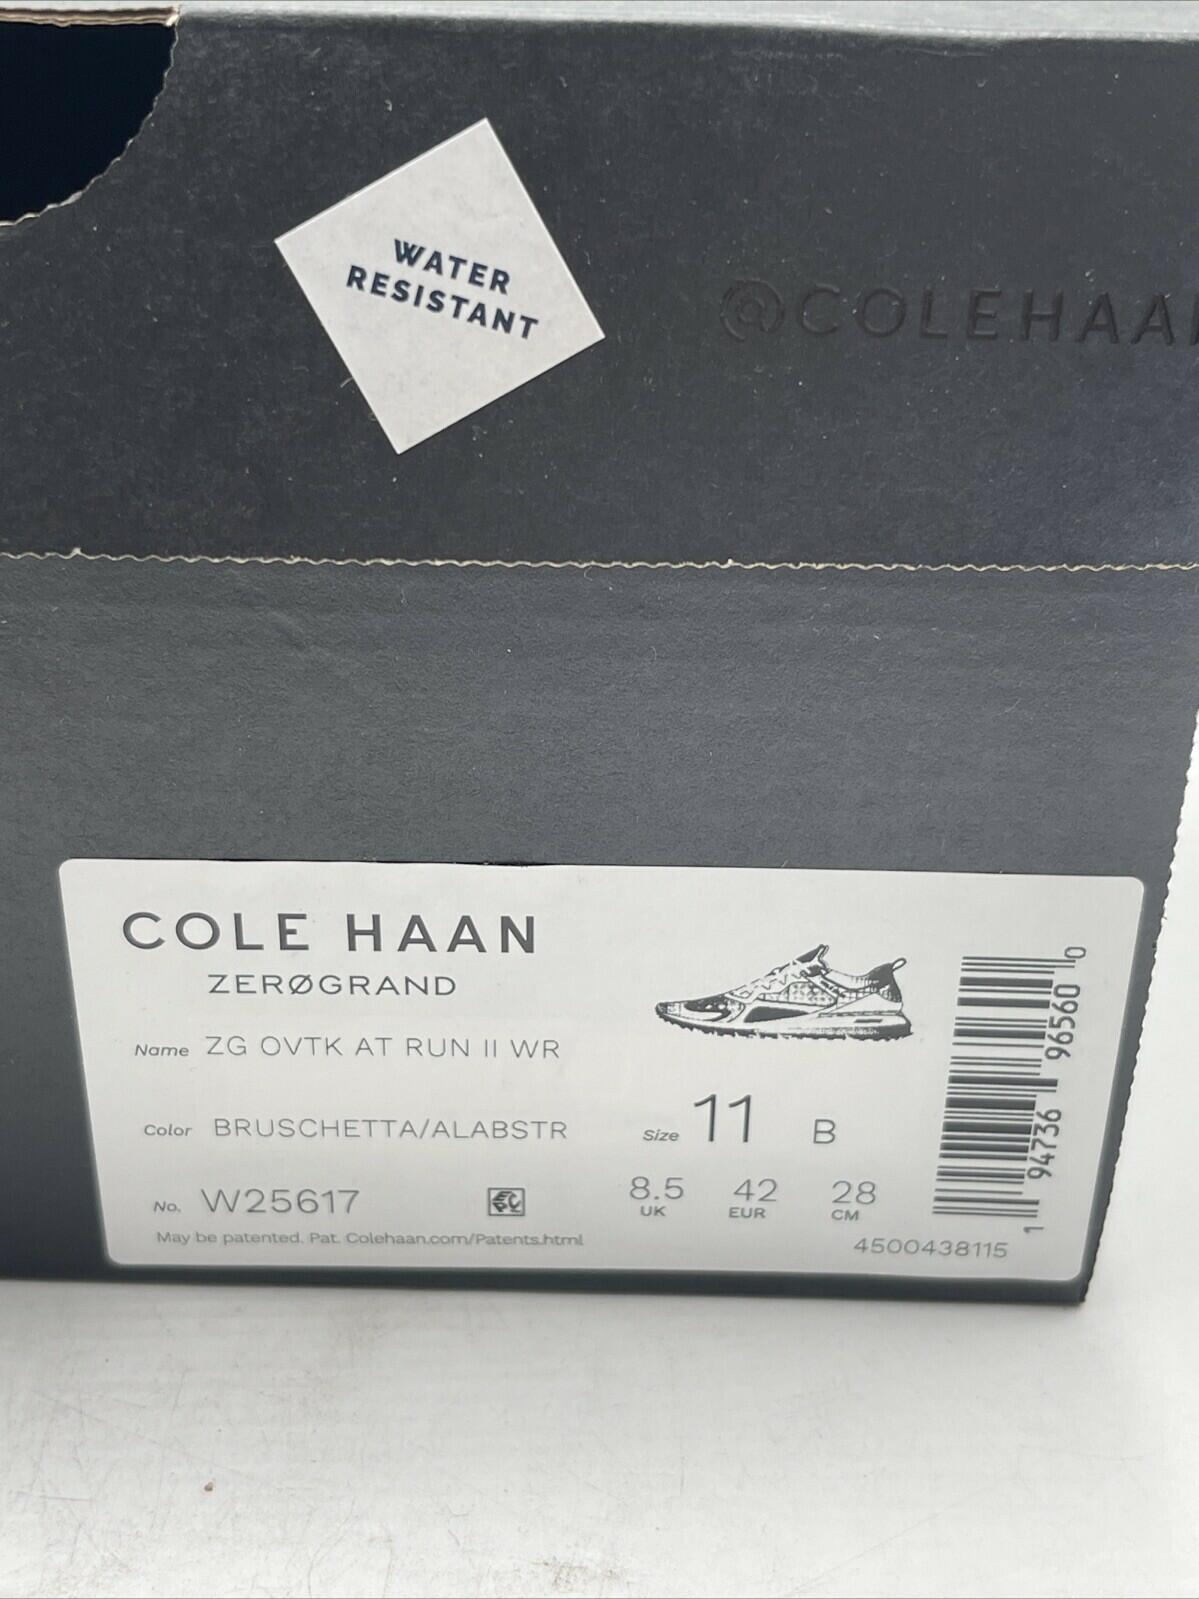 WATER
RESISTANT
@COLEHAA
COLE HAAN
ZERØGRAND
Name ZG OVTK AT RUN II WR
Color BRUSCHETTA/ALABSTR
Size 11 B
No. W25617
8.5 42 28
UK EUR CM
May be patented. Pat. Colehaan.com/Patents.html
4500438115
1 94736 96560 0